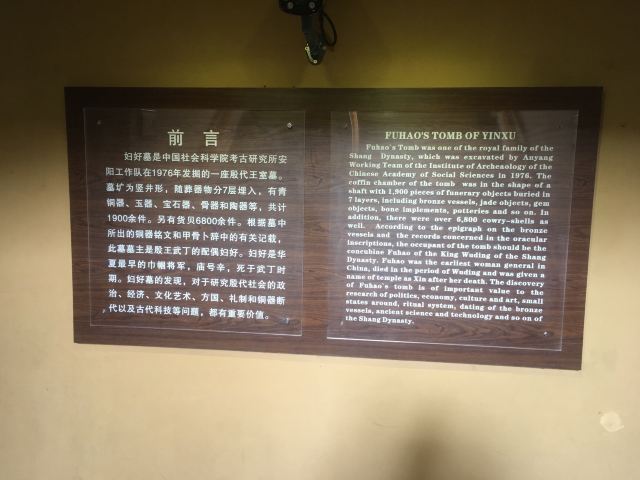 前言
妇好墓是中国社会科学院考古研究所安
阳工作队在1976年发掘的一座殷代王室墓。
墓圹为竖井形，随葬器物分7层埋入，有青
铜器、玉器、宝石器、骨器和陶器等，共计
1900余件。另有货贝6800余件。根据墓中
所出的铜器铭文和甲骨卜辞中的有关记载，
此墓墓主是殷王武丁的配偶妇好。妇好是华
夏最早的巾帼将军，庙号辛，死于武丁时
期。妇好墓的发现，对于研究殷代社会的政
治、经济、文化艺术、方国、礼制和铜器断
代以及古代科技等问题，都有重要价值。
FUHAO'S TOMB OF YINXU
Fuhao's Tomb was one of the royal family of the
Shang Dynasty, which was excavated by Anyang
Working Team of the Institute of Archeaology of the
Chinese Academy of Social Sciences in 1976. The
coffin chamber of the tomb was in the shape of a
shaft with 1,900 pieces of funerary objects buried in
7 layers, including bronze vessels, jade objects, gem
objects, bone implements, potteries and so on. In
addition, there were over 6,800 cowry-shells as
well. According to the epigraph on the bronze
vessels and the records concerned in the oracular
inscriptions, the occupant of the tomb should be the
concubine Fuhao of the King Wuding of the Shang
Dynasty. Fuhao was the earliest woman general in
China, died in the period of Wuding and was given a
name of temple as Xin after her death. The discovery
of Fuhao's tomb is of important value to the
research of politics, economy, culture and art, small
states around, ritual system, dating of the bronze
vessels, ancient science and technology and so on of
the Shang Dynasty.